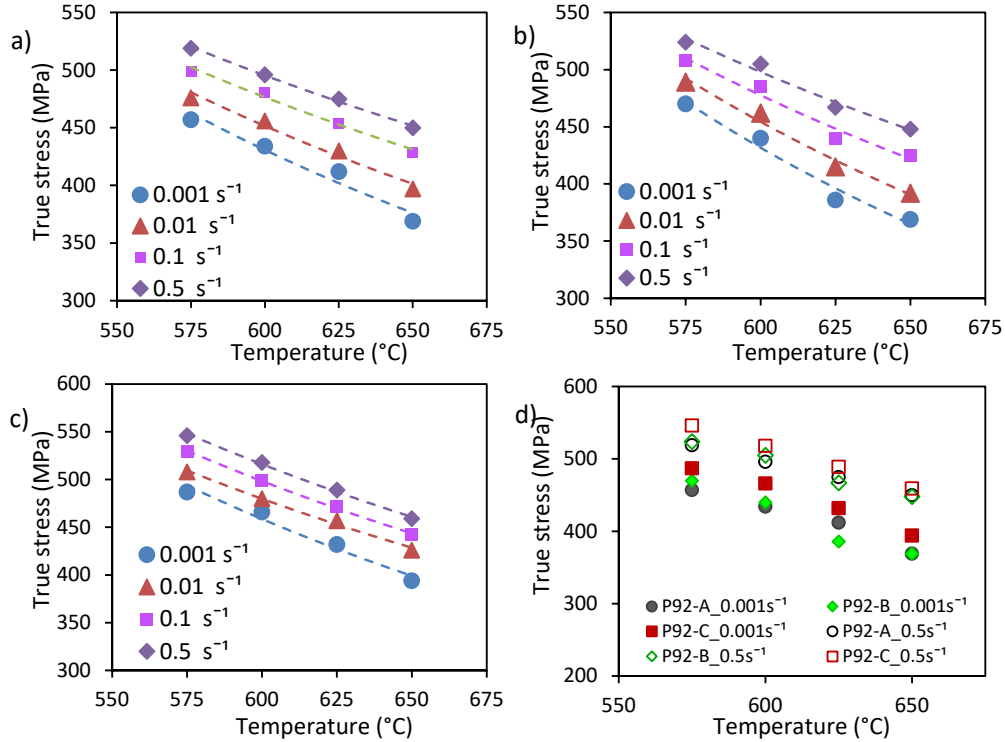 a)
True stress (MPa)
550
500
450
400
350
300
0.001 s⁻¹
0.01 s⁻¹
0.1 s⁻¹
0.5 s⁻¹
550 575 600 625 650 675
Temperature (°C)
b)
True stress (MPa)
550
500
450
400
350
300
0.001 s⁻¹
0.01 s⁻¹
0.1 s⁻¹
0.5 s⁻¹
550 575 600 625 650 675
Temperature (°C)
c)
True stress (MPa)
600
550
500
450
400
350
300
0.001 s⁻¹
0.01 s⁻¹
0.1 s⁻¹
0.5 s⁻¹
550 575 600 625 650 675
Temperature (°C)
d)
True stress (MPa)
600
500
400
300
200
P92-A_0.001s⁻¹ P92-B_0.001s⁻¹
P92-C_0.001s⁻¹ P92-A_0.5s⁻¹
P92-B_0.5s⁻¹ P92-C_0.5s⁻¹
550 600 650
Temperature (°C)